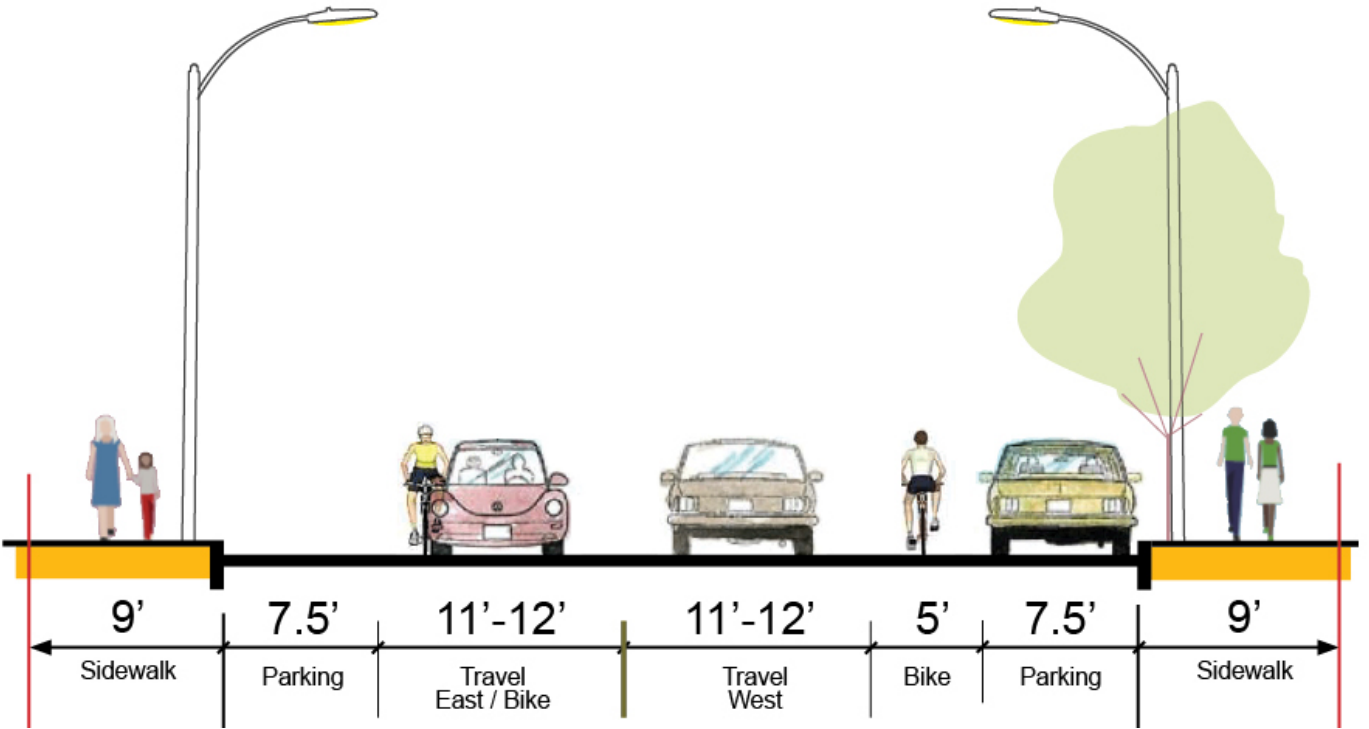 9’ 7.5’ 11’-12’ 11’-12’ 5’ 7.5’ 9’
Sidewalk Parking Travel Travel Bike Parking Sidewalk
East / Bike West